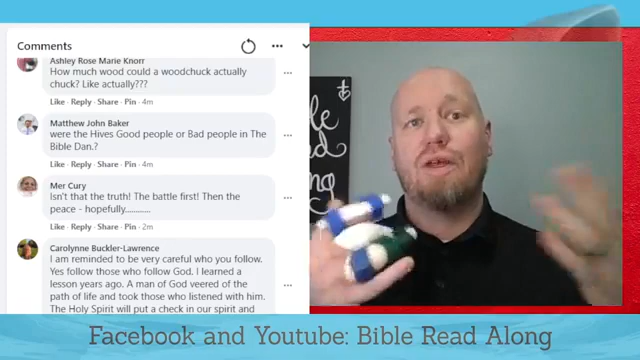 Comments
Ashley Rose Marie Knorr
How much wood could a woodchuck actually
chuck? Like actually???
Like · Reply · Share · Pin · 4m
Matthew John Baker
were the Hives Good people or Bad people in The
Bible Dan.?
Like · Reply · Share · Pin · 4m
Mer Cury
Isn't that the truth! The battle first! Then the
peace - hopefully............
Like · Reply · Share · Pin · 2m
Carolynne Buckler-Lawrence
I am reminded to be very careful who you follow.
Yes follow those who follow God. I learned a
lesson years ago. A man of God veered of the
path of life and took those who listened with him.
The Holy Spirit will put a check in our spirit and
Facebook and Youtube: Bible Read Along